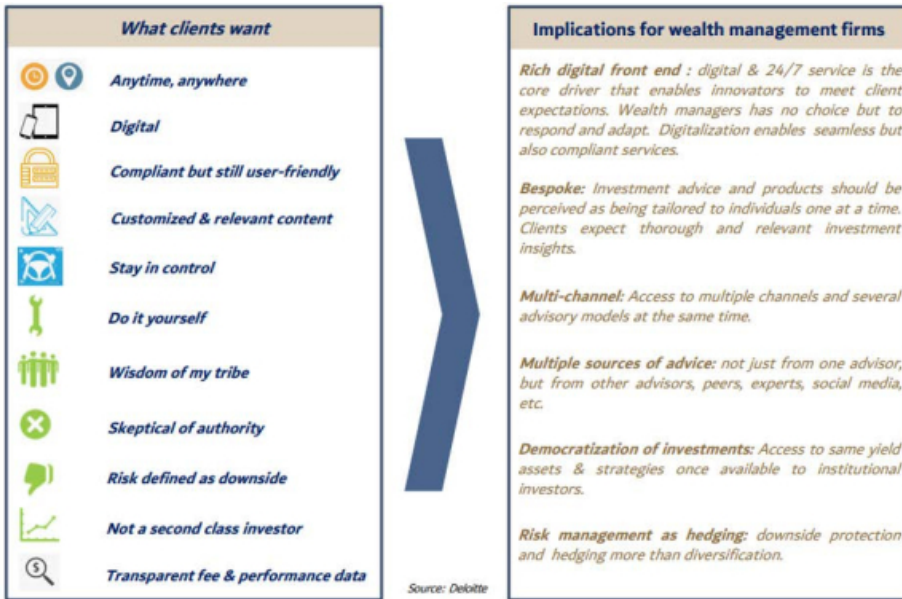 What clients want
Anytime, anywhere
Digital
Compliant but still user-friendly
Customized & relevant content
Stay in control
Do it yourself
Wisdom of my tribe
Skeptical of authority
Risk defined as downside
Not a second class investor
Transparent fee & performance data
Source: Deloitte
Implications for wealth management firms
Rich digital front end : digital & 24/7 service is the
core driver that enables innovators to meet client
expectations. Wealth managers has no choice but to
respond and adapt. Digitalization enables seamless but
also compliant services.
Bespoke: Investment advice and products should be
perceived as being tailored to individuals one at a time.
Clients expect thorough and relevant investment
insights.
Multi-channel: Access to multiple channels and several
advisory models at the same time.
Multiple sources of advice: not just from one advisor,
but from other advisors, peers, experts, social media,
etc.
Democratization of investments: Access to same yield
assets & strategies once available to institutional
investors.
Risk management as hedging: downside protection
and hedging more than diversification.